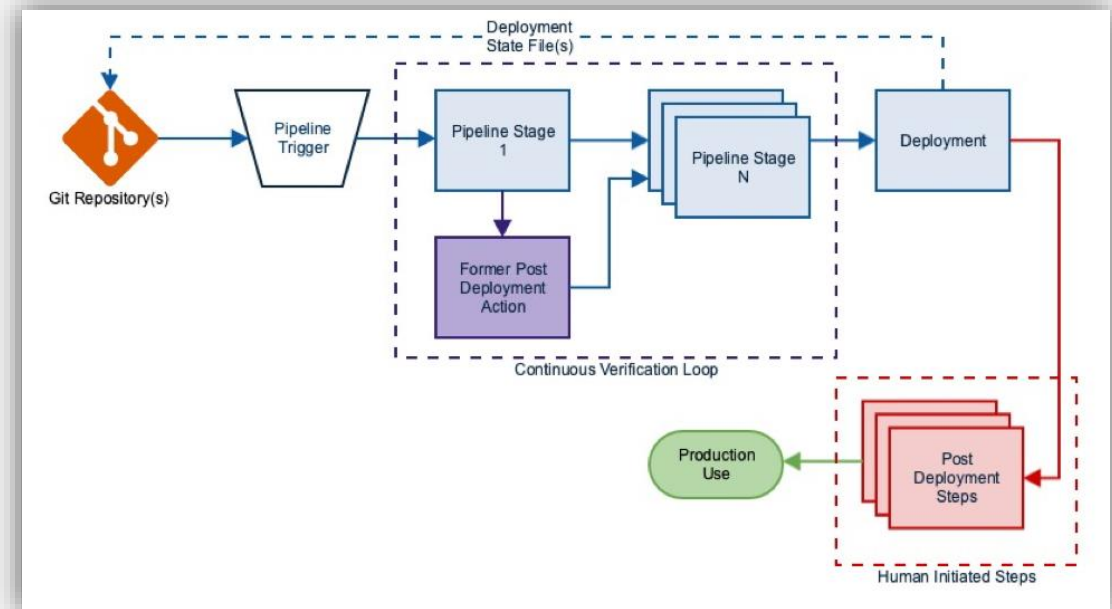 Deployment
State File(s)
Git Repository(s)
Pipeline
Trigger
Pipeline Stage
1
Pipeline Stage
N
Deployment
Former Post
Deployment
Action
Continuous Verification Loop
Production
Use
Post
Deployment
Steps
Human Initiated Steps